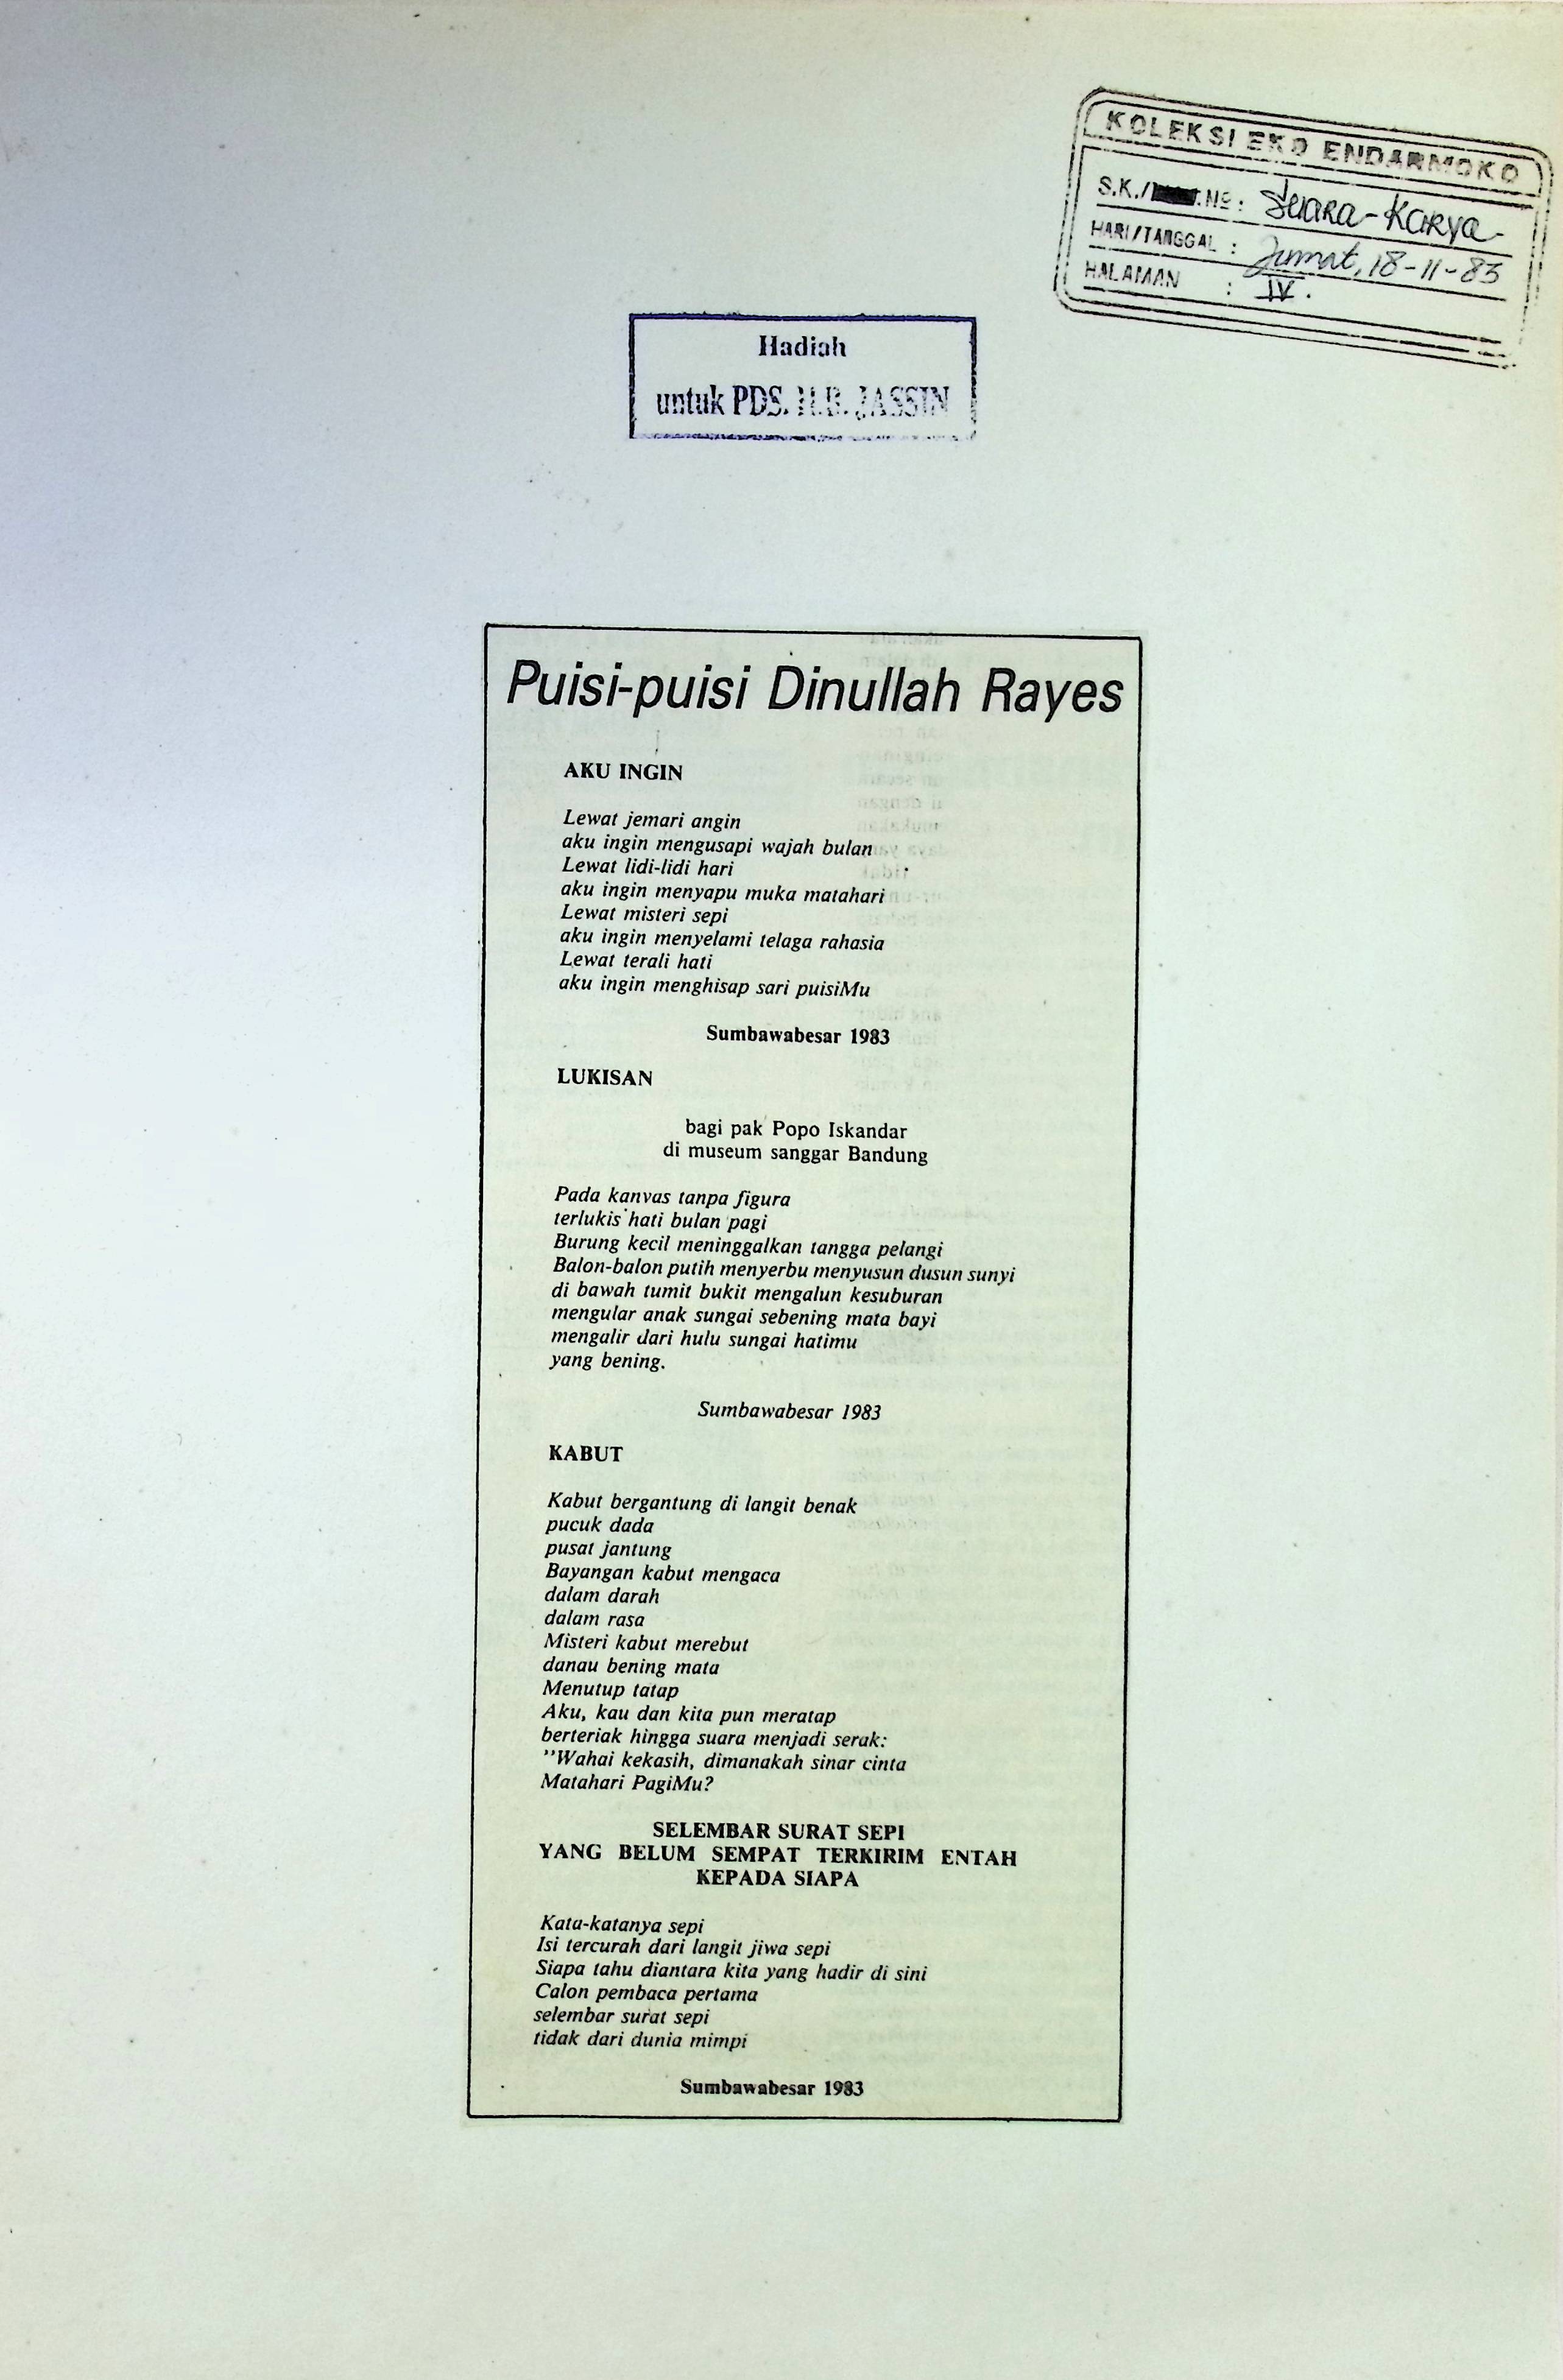 KOLEKSI EKO ENDARMOKO
S.K./ .No : Suara-Karya-
HARI/TANGGAL : Jumat, 18-11-83
HALAMAN : IV.
Hadiah
untuk PDS. H.B. JASSIN
Puisi-puisi Dinullah Rayes
AKU INGIN
Lewat jemari angin
aku ingin mengusapi wajah bulan
Lewat lidi-lidi hari
aku ingin menyapu muka matahari
Lewat misteri sepi
aku ingin menyelami telaga rahasia
Lewat terali hati
aku ingin menghisap sari puisiMu
Sumbawabesar 1983
LUKISAN
bagi pak Popo Iskandar
di museum sanggar Bandung
Pada kanvas tanpa figura
terlukis hati bulan pagi
Burung kecil meninggalkan tangga pelangi
Balon-balon putih menyerbu menyusun dusun sunyi
di bawah tumit bukit mengalun kesuburan
mengular anak sungai sebening mata bayi
mengalir dari hulu sungai hatimu
yang bening.
Sumbawabesar 1983
KABUT
Kabut bergantung di langit benak
pucuk dada
pusat jantung
Bayangan kabut mengaca
dalam darah
dalam rasa
Misteri kabut merebut
danau bening mata
Menutup tatap
Aku, kau dan kita pun meratap
berteriak hingga suara menjadi serak:
''Wahai kekasih, dimanakah sinar cinta
Matahari PagiMu?
SELEMBAR SURAT SEPI
YANG BELUM SEMPAT TERKIRIM ENTAH
KEPADA SIAPA
Kata-katanya sepi
Isi tercurah dari langit jiwa sepi
Siapa tahu diantara kita yang hadir di sini
Calon pembaca pertama
selembar surat sepi
tidak dari dunia mimpi
Sumbawabesar 1983